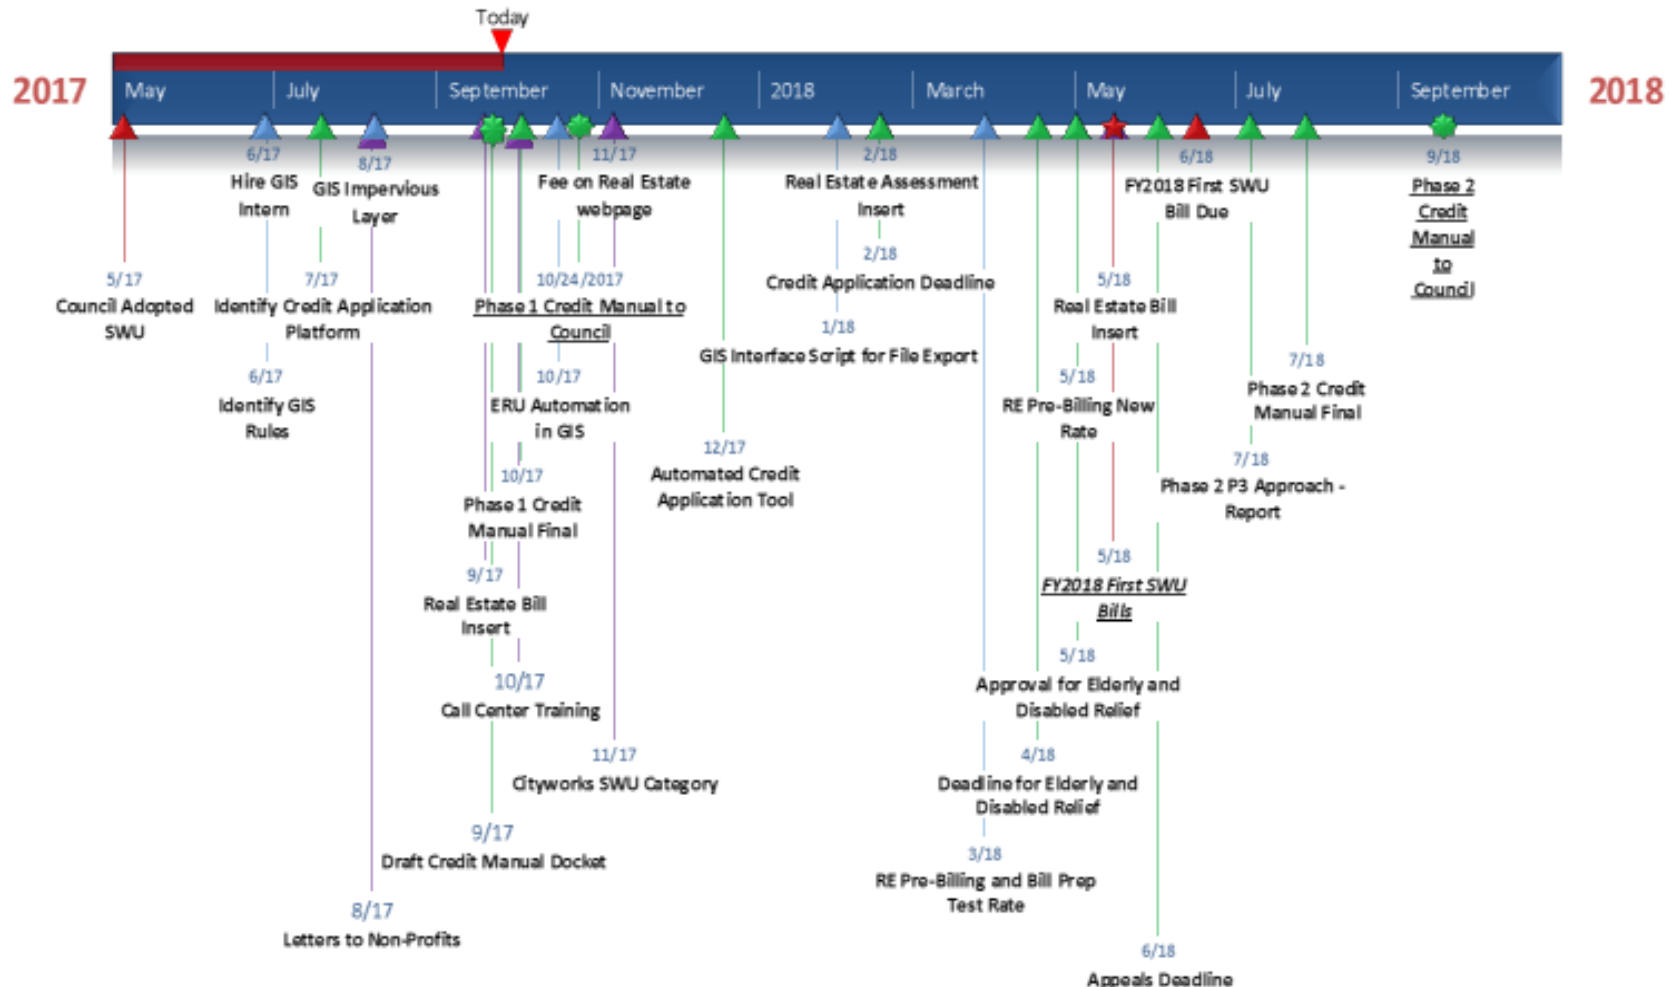 Today
2017
May
July
September
November
2018
March
May
July
September
2018
5/17
Council Adopted
SWU
6/17
Hire GIS
Intern
6/17
Identify GIS
Rules
7/17
Identify Credit Application
Platform
8/17
GIS Impervious
Layer
8/17
Letters to Non-Profits
9/17
Real Estate Bill
Insert
9/17
Draft Credit Manual Docket
10/17
Phase 1 Credit
Manual Final
10/17
Call Center Training
10/17
ERU Automation
in GIS
10/24/2017
Phase 1 Credit Manual to
Council
11/17
Fee on Real Estate
webpage
11/17
Cityworks SWU Category
12/17
Automated Credit
Application Tool
1/18
GIS Interface Script for File Export
2/18
Real Estate Assessment
Insert
2/18
Credit Application Deadline
3/18
RE Pre-Billing and Bill Prep
Test Rate
4/18
Deadline for Elderly and
Disabled Relief
5/18
RE Pre-Billing New
Rate
5/18
Approval for Elderly and
Disabled Relief
5/18
Real Estate Bill
Insert
5/18
FY2018 First SWU
Bills
6/18
FY2018 First SWU
Bill Due
6/18
Appeals Deadline
7/18
Phase 2 P3 Approach -
Report
7/18
Phase 2 Credit
Manual Final
9/18
Phase 2
Credit
Manual
to
Council